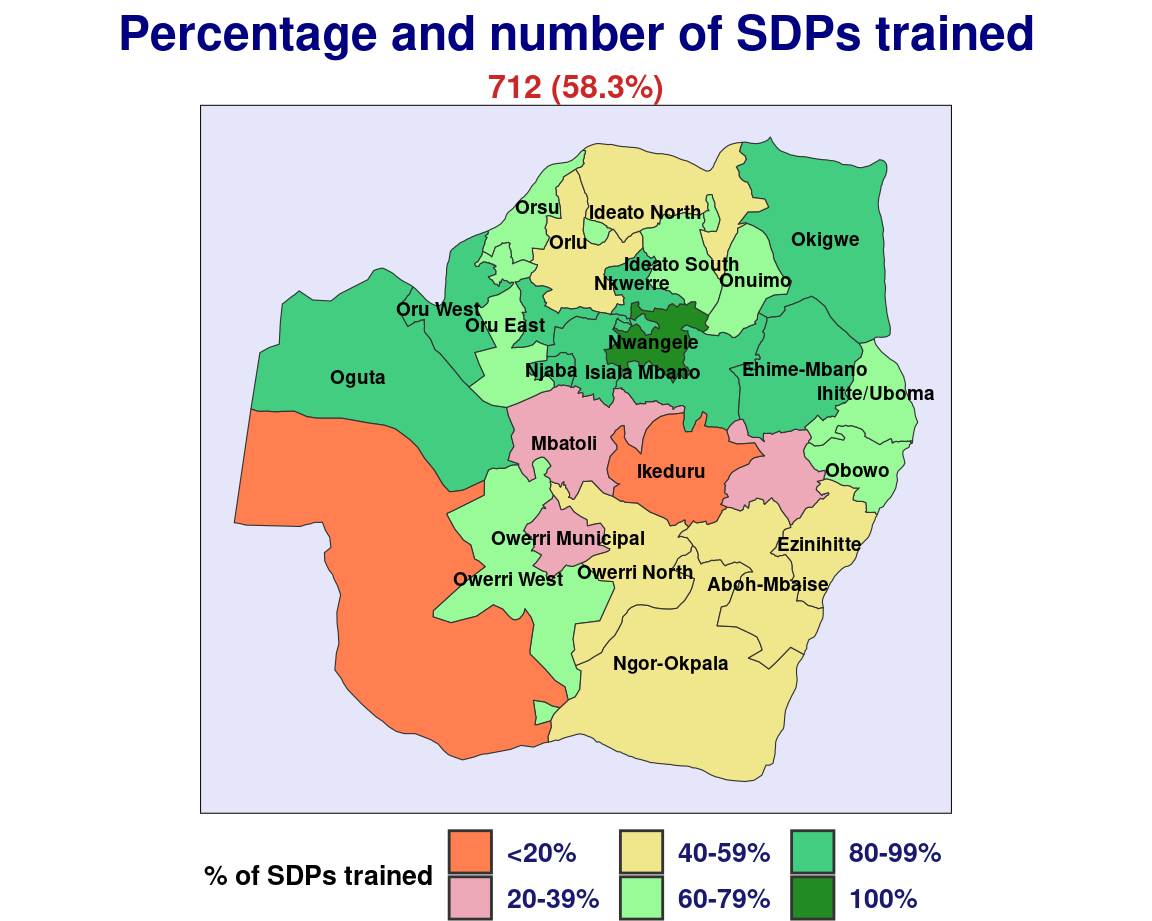 Percentage and number of SDPs trained
712 (58.3%)
Orsu
Ideato North
Orlu
Okigwe
Ideato South
Nkwerre
Onuimo
Oru West
Oru East
Nwangele
Njaba
Isiala Mbano
Ehime-Mbano
Oguta
Ihitte/Uboma
Mbatoli
Ikeduru
Obowo
Owerri Municipal
Ezinihitte
Owerri West
Owerri North
Aboh-Mbaise
Ngor-Okpala
% of SDPs trained
<20%
40-59%
80-99%
20-39%
60-79%
100%